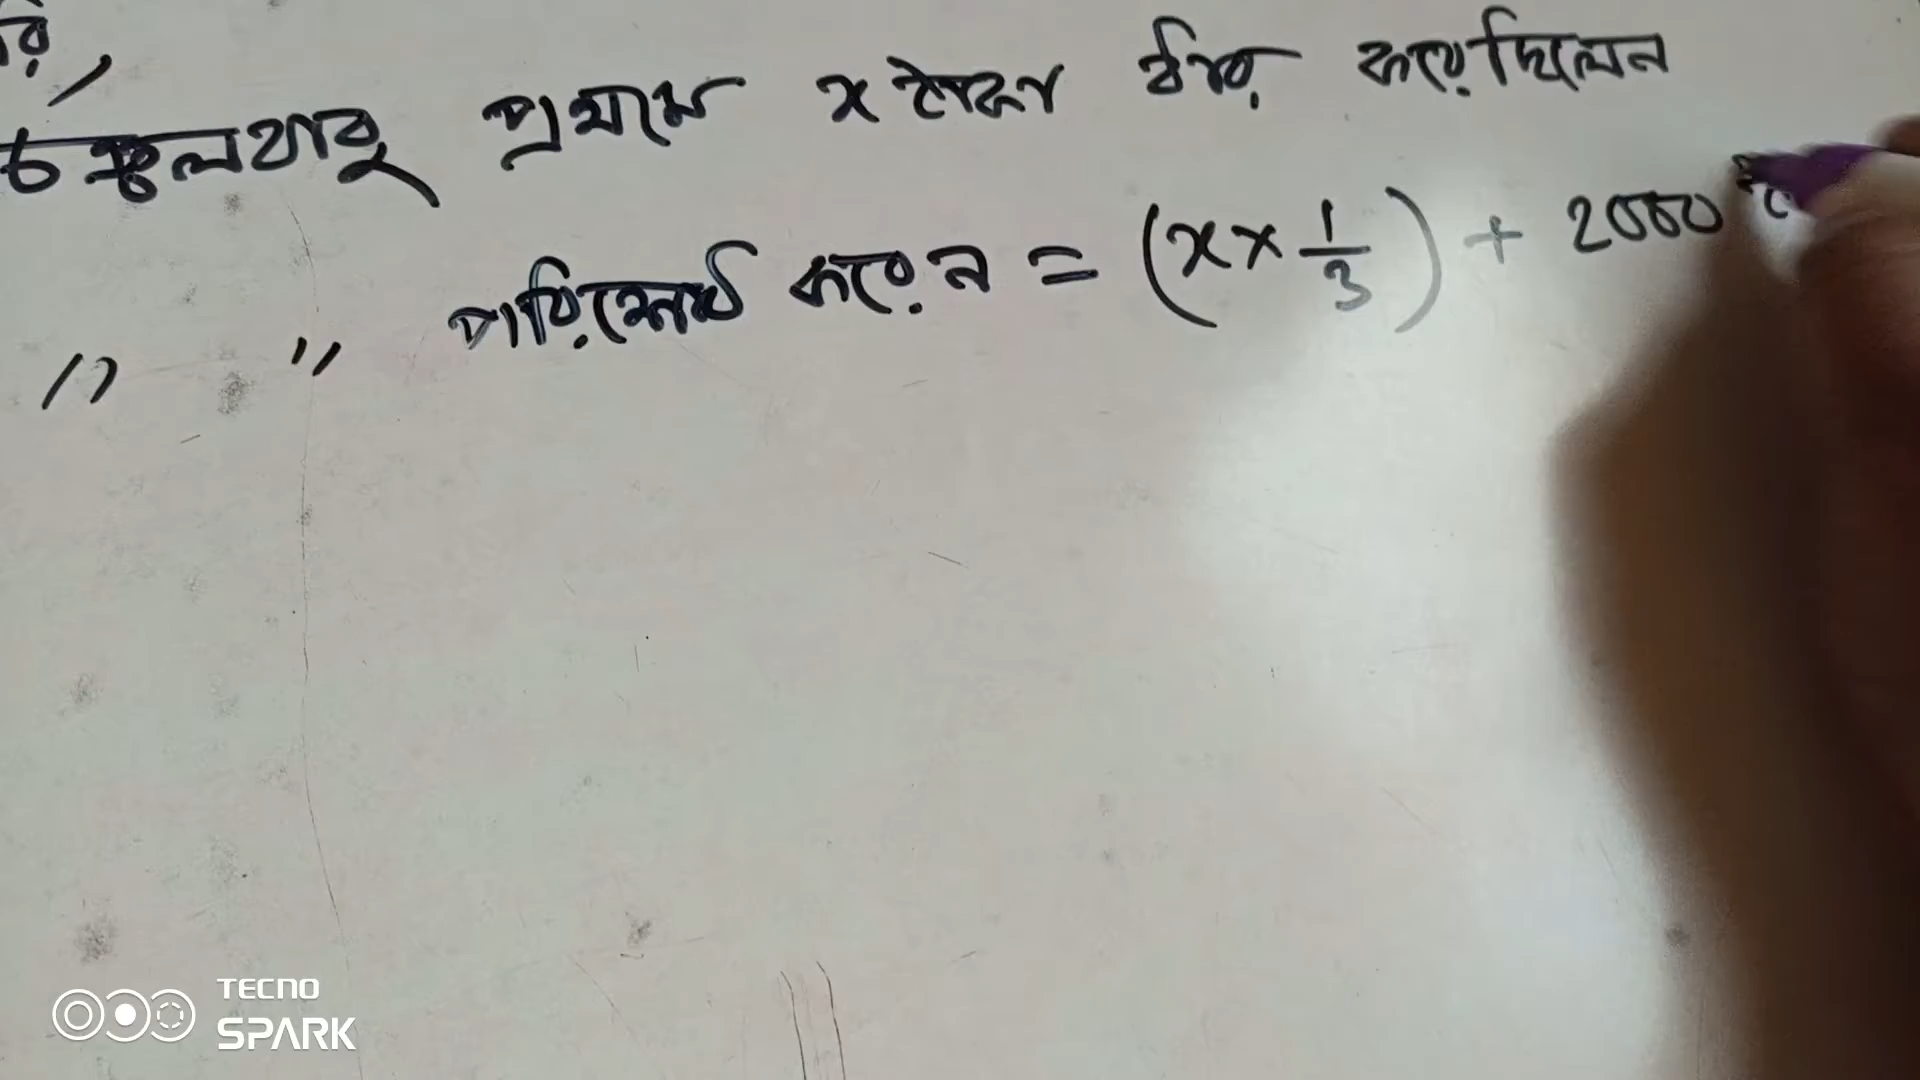 রি,
চঞ্চলবাবু প্রথমে x টাকা ধার করেছিলেন
" " পরিশোধ করেন = (x × 1/3) + 2000
TECNO
SPARK